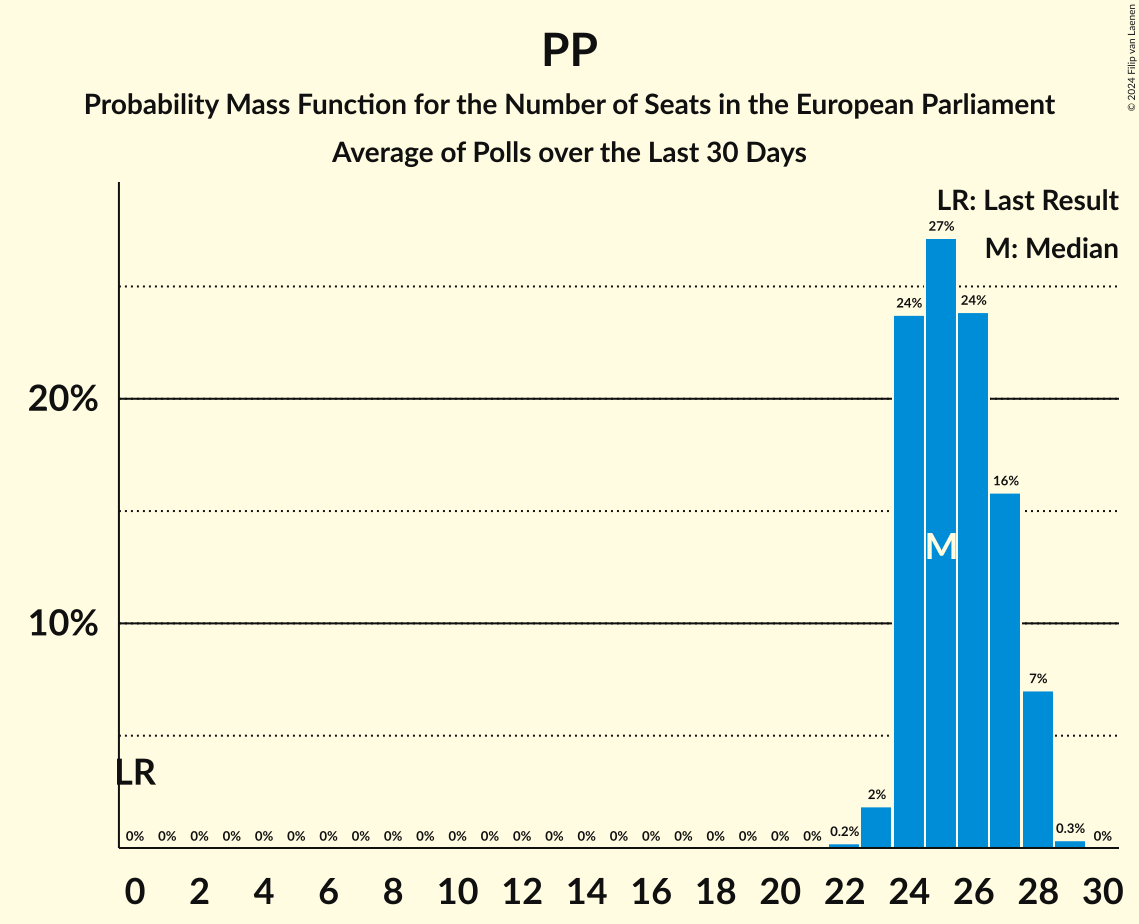 PP
Probability Mass Function for the Number of Seats in the European Parliament
Average of Polls over the Last 30 Days
© 2024 Filip van Laenen
LR: Last Result
M: Median
27%
24%
24%
20%
16%
M
10%
7%
LR
2%
0% 0% 0% 0% 0% 0% 0% 0% 0% 0% 0% 0% 0% 0% 0% 0% 0% 0% 0% 0% 0% 0% 0.2% 0.3% 0%
0 2 4 6 8 10 12 14 16 18 20 22 24 26 28 30